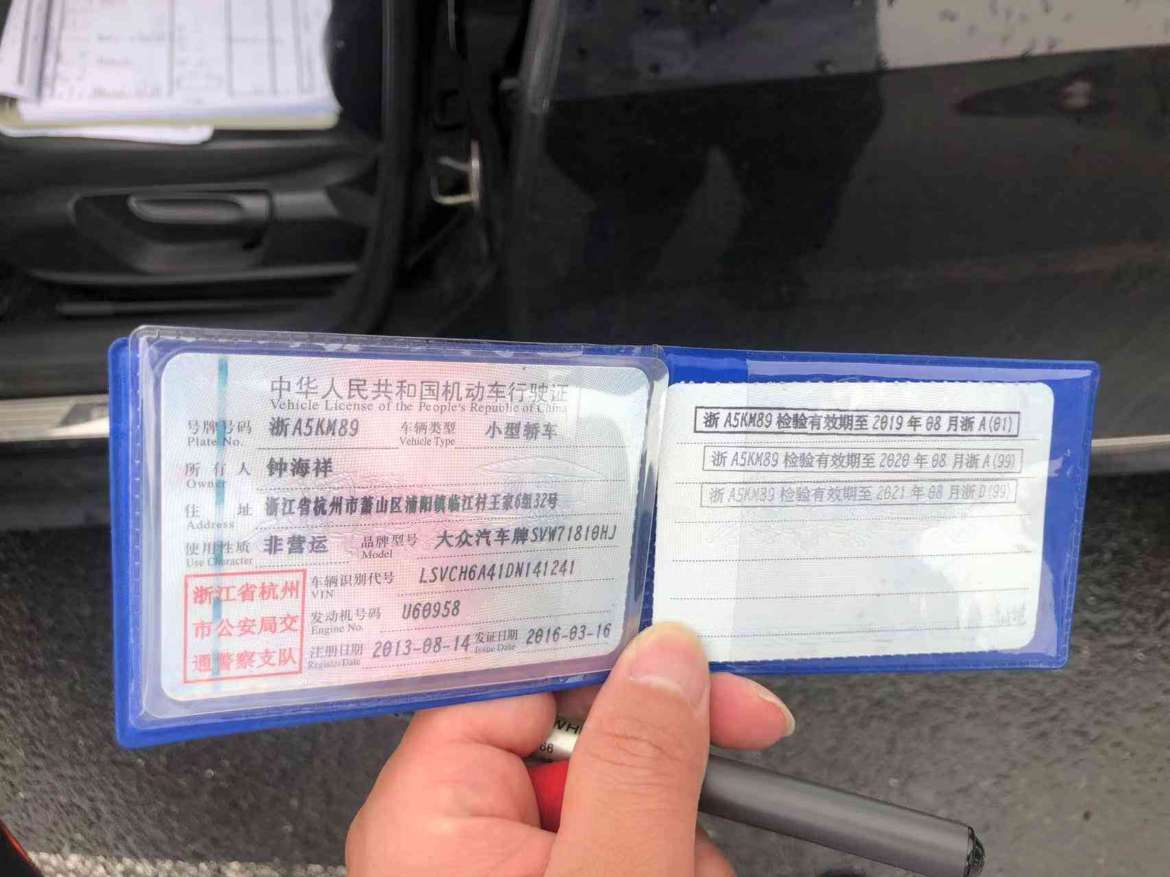 中华人民共和国机动车行驶证
Vehicle License of the People's Republic of China
号牌号码 浙A5KM89 车辆类型 小型轿车
Plate No. Vehicle Type
所有人 钟海祥
Owner
住址 浙江省杭州市萧山区浦阳镇临江村王家6组32号
Address
使用性质 非营运 品牌型号 大众汽车牌SVW71810HJ
Use Character Model
浙江省杭州
市公安局交
通警察支队
车辆识别代号 LSVCH6A41DN141241
VIN
发动机号码 U60958
Engine No.
注册日期 2013-08-14 发证日期 2016-03-16
Register Date Issue Date
浙A5KM89检验有效期至2019年08月浙A(01)
浙A5KM89检验有效期至2020年08月浙A(99)
浙A5KM89检验有效期至2021年08月浙D(99)